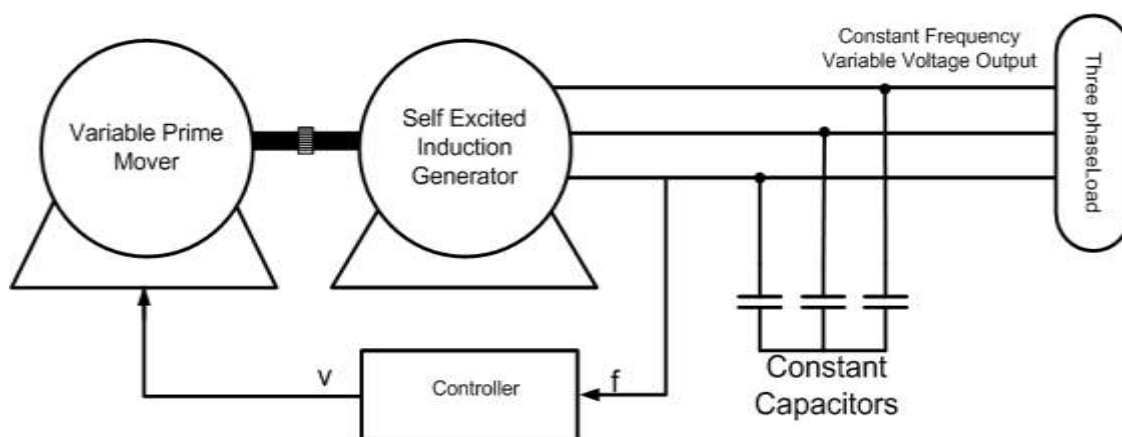 Constant Frequency
Variable Voltage Output
Three phaseLoad
Variable Prime
Mover
Self Excited
Induction
Generator
v
Controller
f
Constant
Capacitors